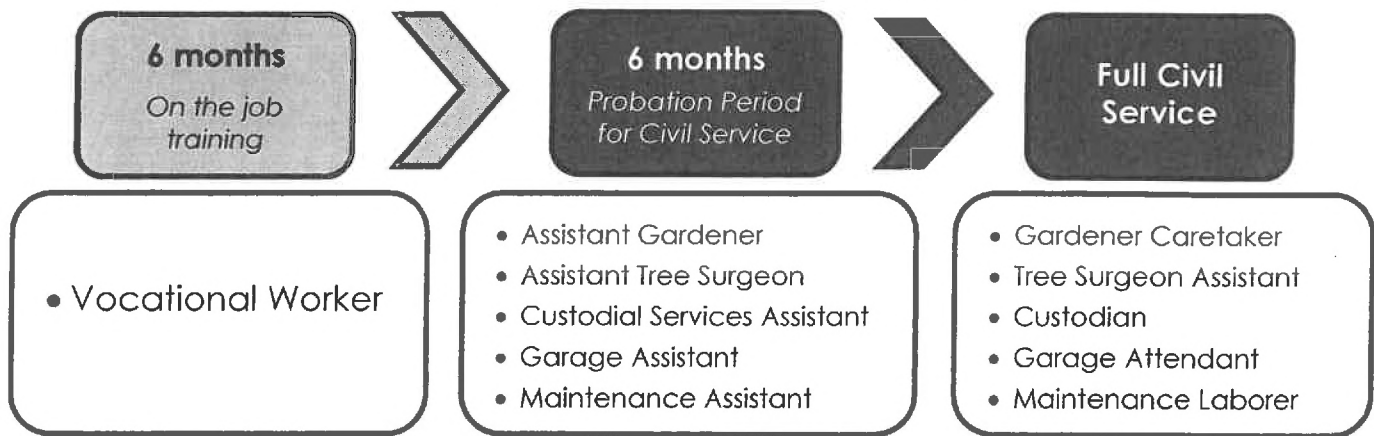 6 months
On the job
training
6 months
Probation Period
for Civil Service
Full Civil
Service
• Vocational Worker
• Assistant Gardener
• Assistant Tree Surgeon
• Custodial Services Assistant
• Garage Assistant
• Maintenance Assistant
• Gardener Caretaker
• Tree Surgeon Assistant
• Custodian
• Garage Attendant
• Maintenance Laborer